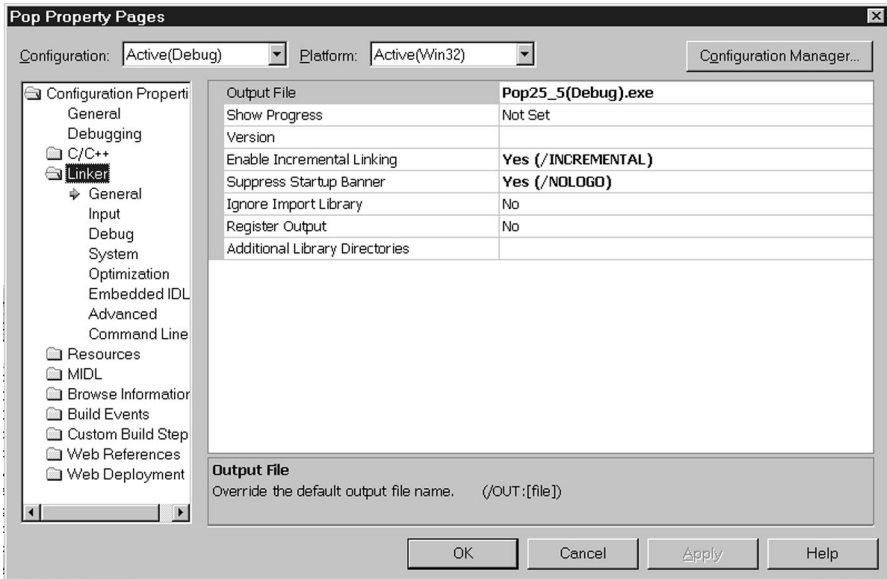 Pop Property Pages
Configuration: Active(Debug) Platform: Active(Win32) Configuration Manager...
Configuration Properti
General
Debugging
C/C++
Linker
General
Input
Debug
System
Optimization
Embedded IDL
Advanced
Command Line
Resources
MIDL
Browse Information
Build Events
Custom Build Step
Web References
Web Deployment
Output File Pop25_5(Debug).exe
Show Progress Not Set
Version
Enable Incremental Linking Yes (/INCREMENTAL)
Suppress Startup Banner Yes (/NOLOGO)
Ignore Import Library No
Register Output No
Additional Library Directories
Output File
Override the default output file name. (/OUT:[file])
OK Cancel Apply Help